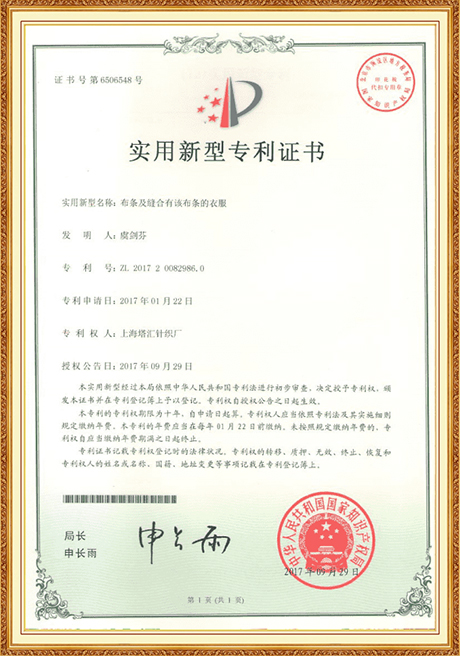 证书号第6506548号
实用新型专利证书
实用新型名称：布条及缝合有该布条的衣服
发 明 人：虞剑芬
专 利 号：ZL 2017 2 0082986.0
专利申请日：2017年01月22日
专 利 权 人：上海塔汇针织厂
授权公告日：2017年09月29日
本实用新型经过本局依照中华人民共和国专利法进行初步审查，决定授予专利权，颁
发本证书并在专利登记簿上予以登记。专利权自授权公告之日起生效。
本专利的专利权期限为十年，自申请日起算。专利权人应当依照专利法及其实施细则
规定缴纳年费。本专利的年费应当在每年01月22日前缴纳。未按照规定缴纳年费的，专
利权自应当缴纳年费期满之日起终止。
专利证书记载专利权登记时的法律状况。专利权的转移、质押、无效、终止、恢复和
专利权人的姓名或名称、国籍、地址变更等事项记载在专利登记簿上。
局长
申长雨
申长雨
中华人民共和国国家知识产权局
2017年09月29日
第1页(共1页)